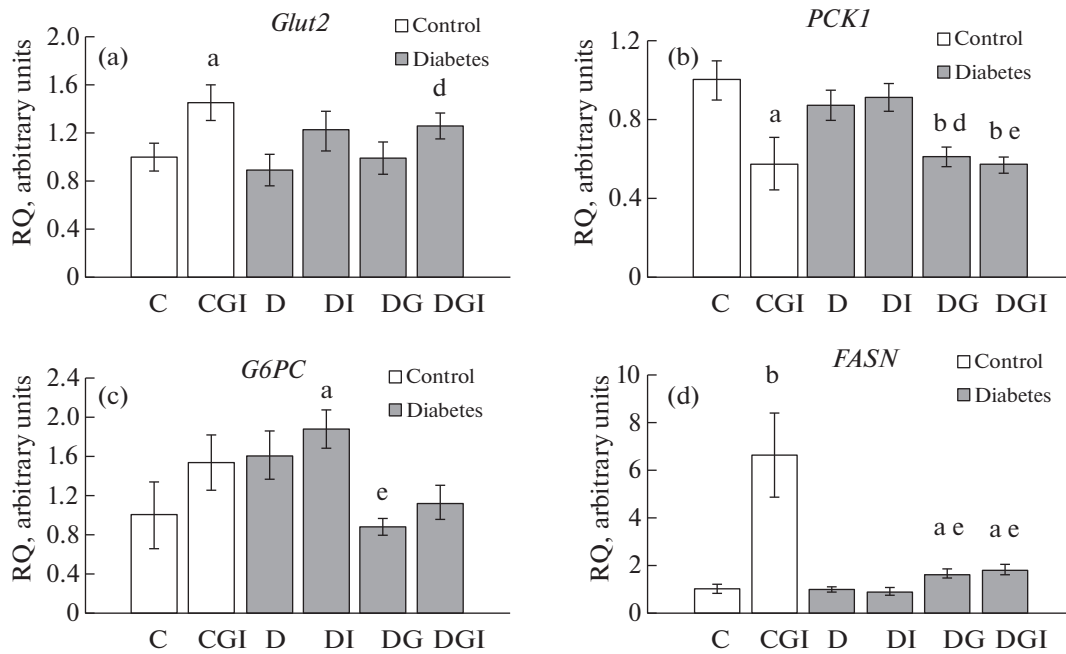 Glut2
(a)
Control
Diabetes
RQ, arbitrary units
2.0
1.6
1.2
0.8
0.4
0
a
d
C CGI D DI DG DGI
PCK1
(b)
Control
Diabetes
RQ, arbitrary units
1.2
0.8
0.4
0
a
b d
b e
C CGI D DI DG DGI
G6PC
(c)
Control
Diabetes
RQ, arbitrary units
2.4
2.0
1.6
1.2
0.8
0.4
0
a
e
C CGI D DI DG DGI
FASN
(d)
Control
Diabetes
RQ, arbitrary units
10
8
6
4
2
0
b
a e
a e
C CGI D DI DG DGI